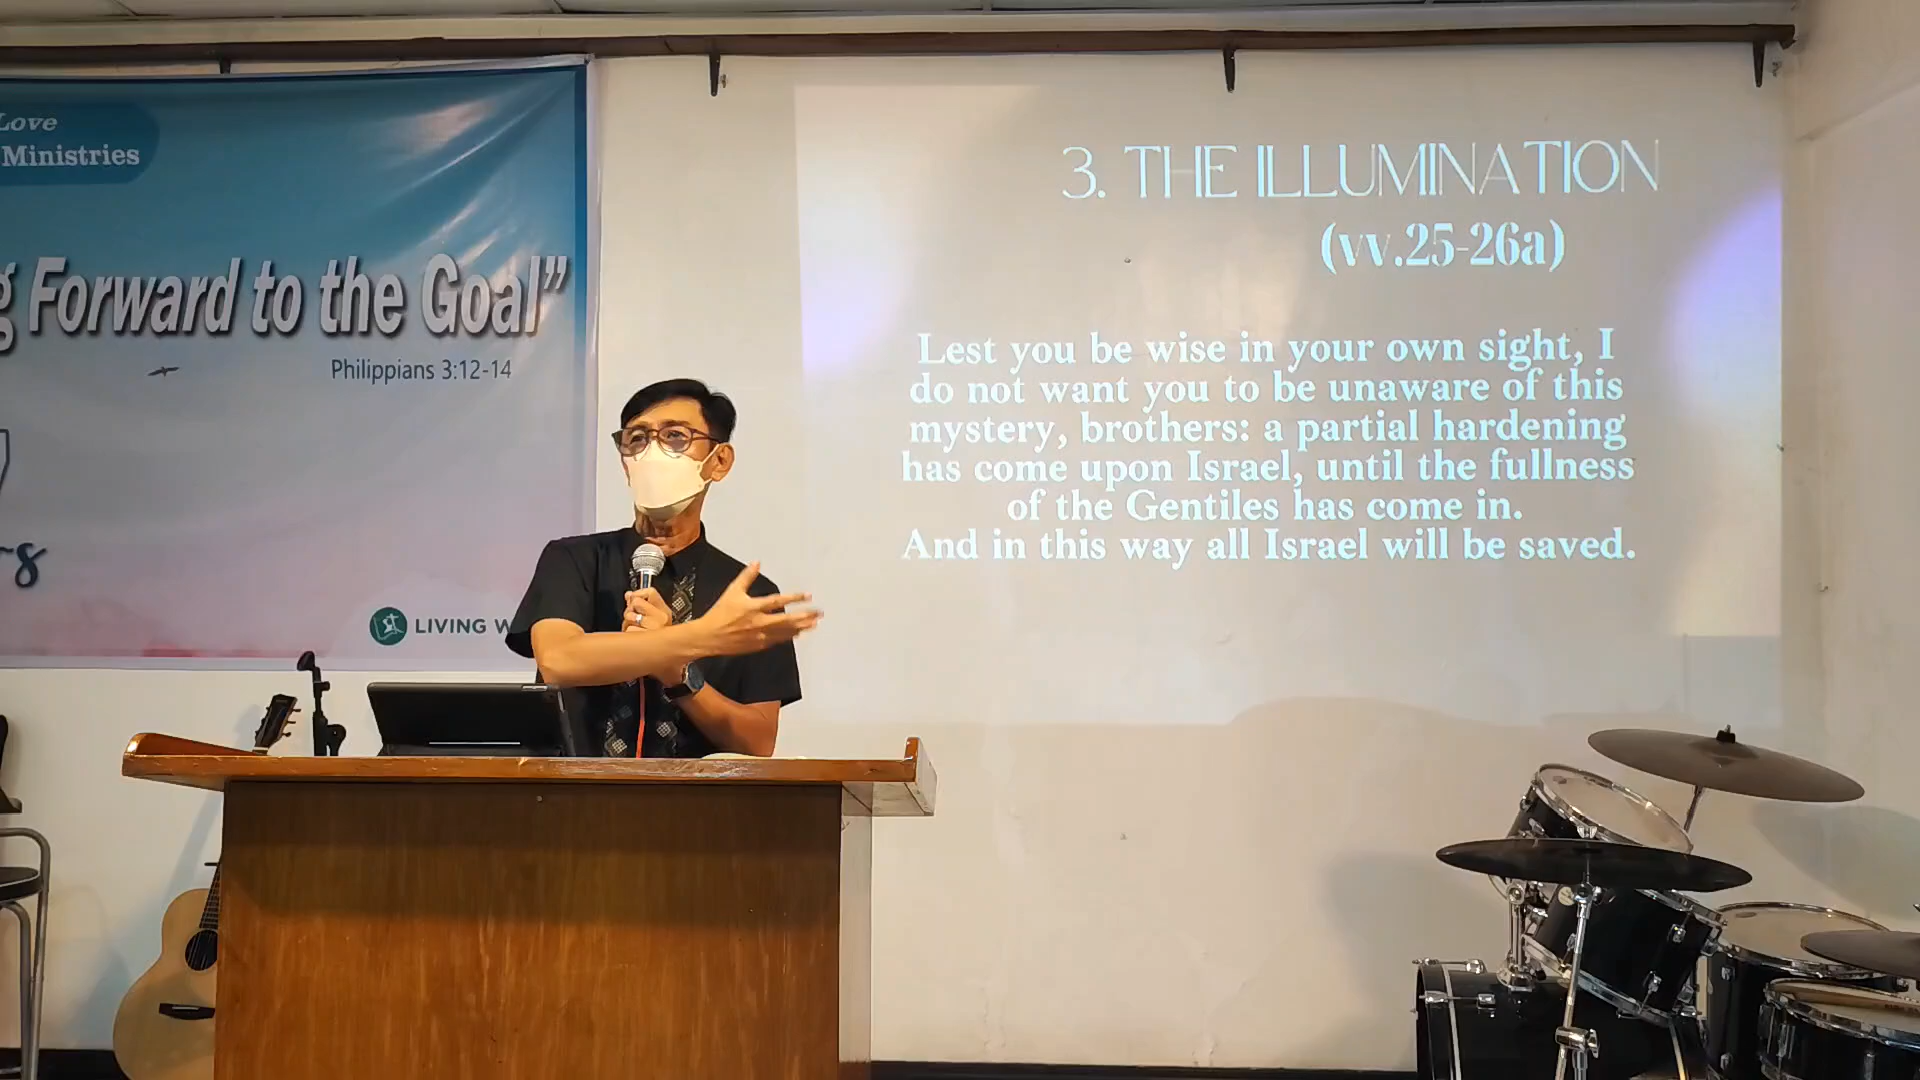 Love
Ministries
g Forward to the Goal”
Philippians 3:12-14
rs
LIVING W
3. THE ILLUMINATION
(vv.25-26a)
Lest you be wise in your own sight, I
do not want you to be unaware of this
mystery, brothers: a partial hardening
has come upon Israel, until the fullness
of the Gentiles has come in.
And in this way all Israel will be saved.